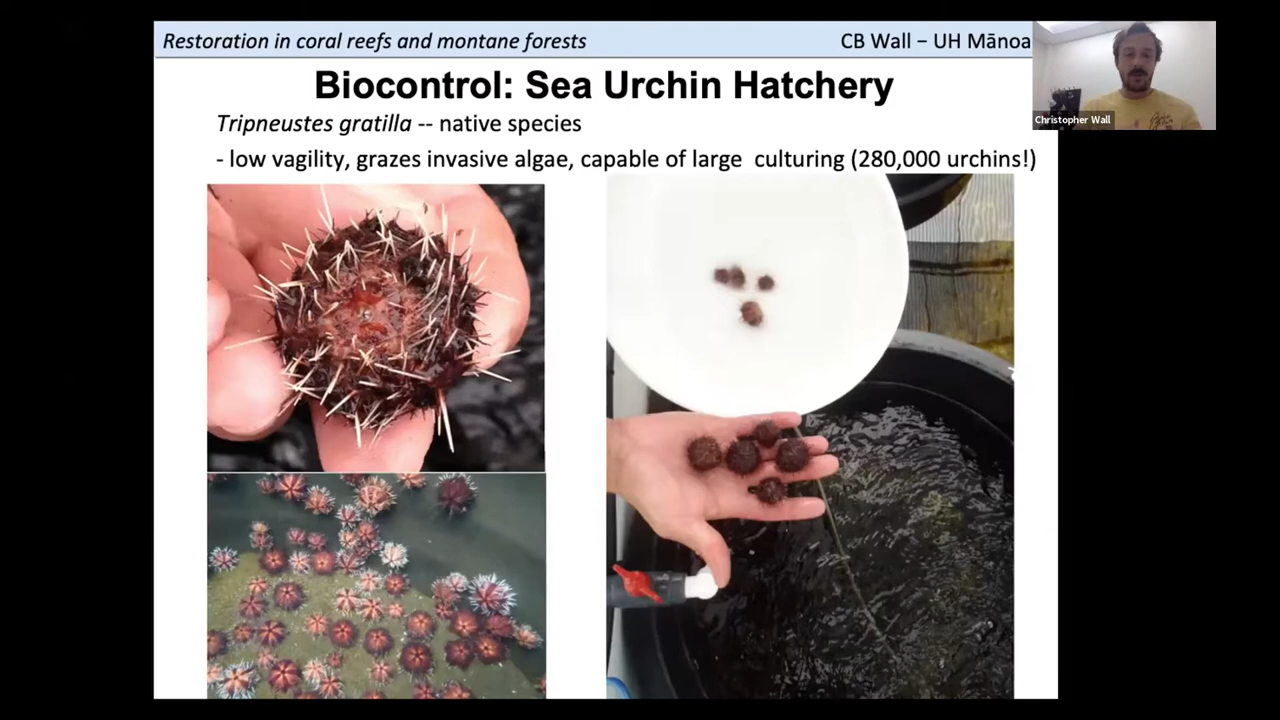 Restoration in coral reefs and montane forests
CB Wall – UH Mānoa
Biocontrol: Sea Urchin Hatchery
Tripneustes gratilla -- native species
- low vagility, grazes invasive algae, capable of large culturing (280,000 urchins!)
Christopher Wall